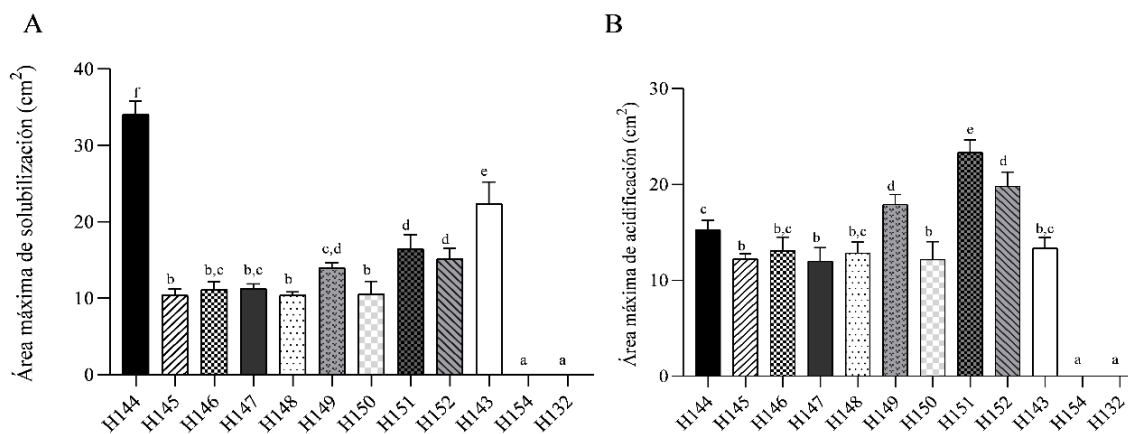 A
Área máxima de solubilización (cm2)
40
30
20
10
0
f
b
b,c
b,c
b
c,d
b
d
d
e
a
a
H144
H145
H146
H147
H148
H149
H150
H151
H152
H143
H154
H132
B
Área máxima de acidificación (cm2)
30
20
10
0
c
b
b,c
b
b,c
d
b
e
d
b,c
a
a
H144
H145
H146
H147
H148
H149
H150
H151
H152
H143
H154
H132